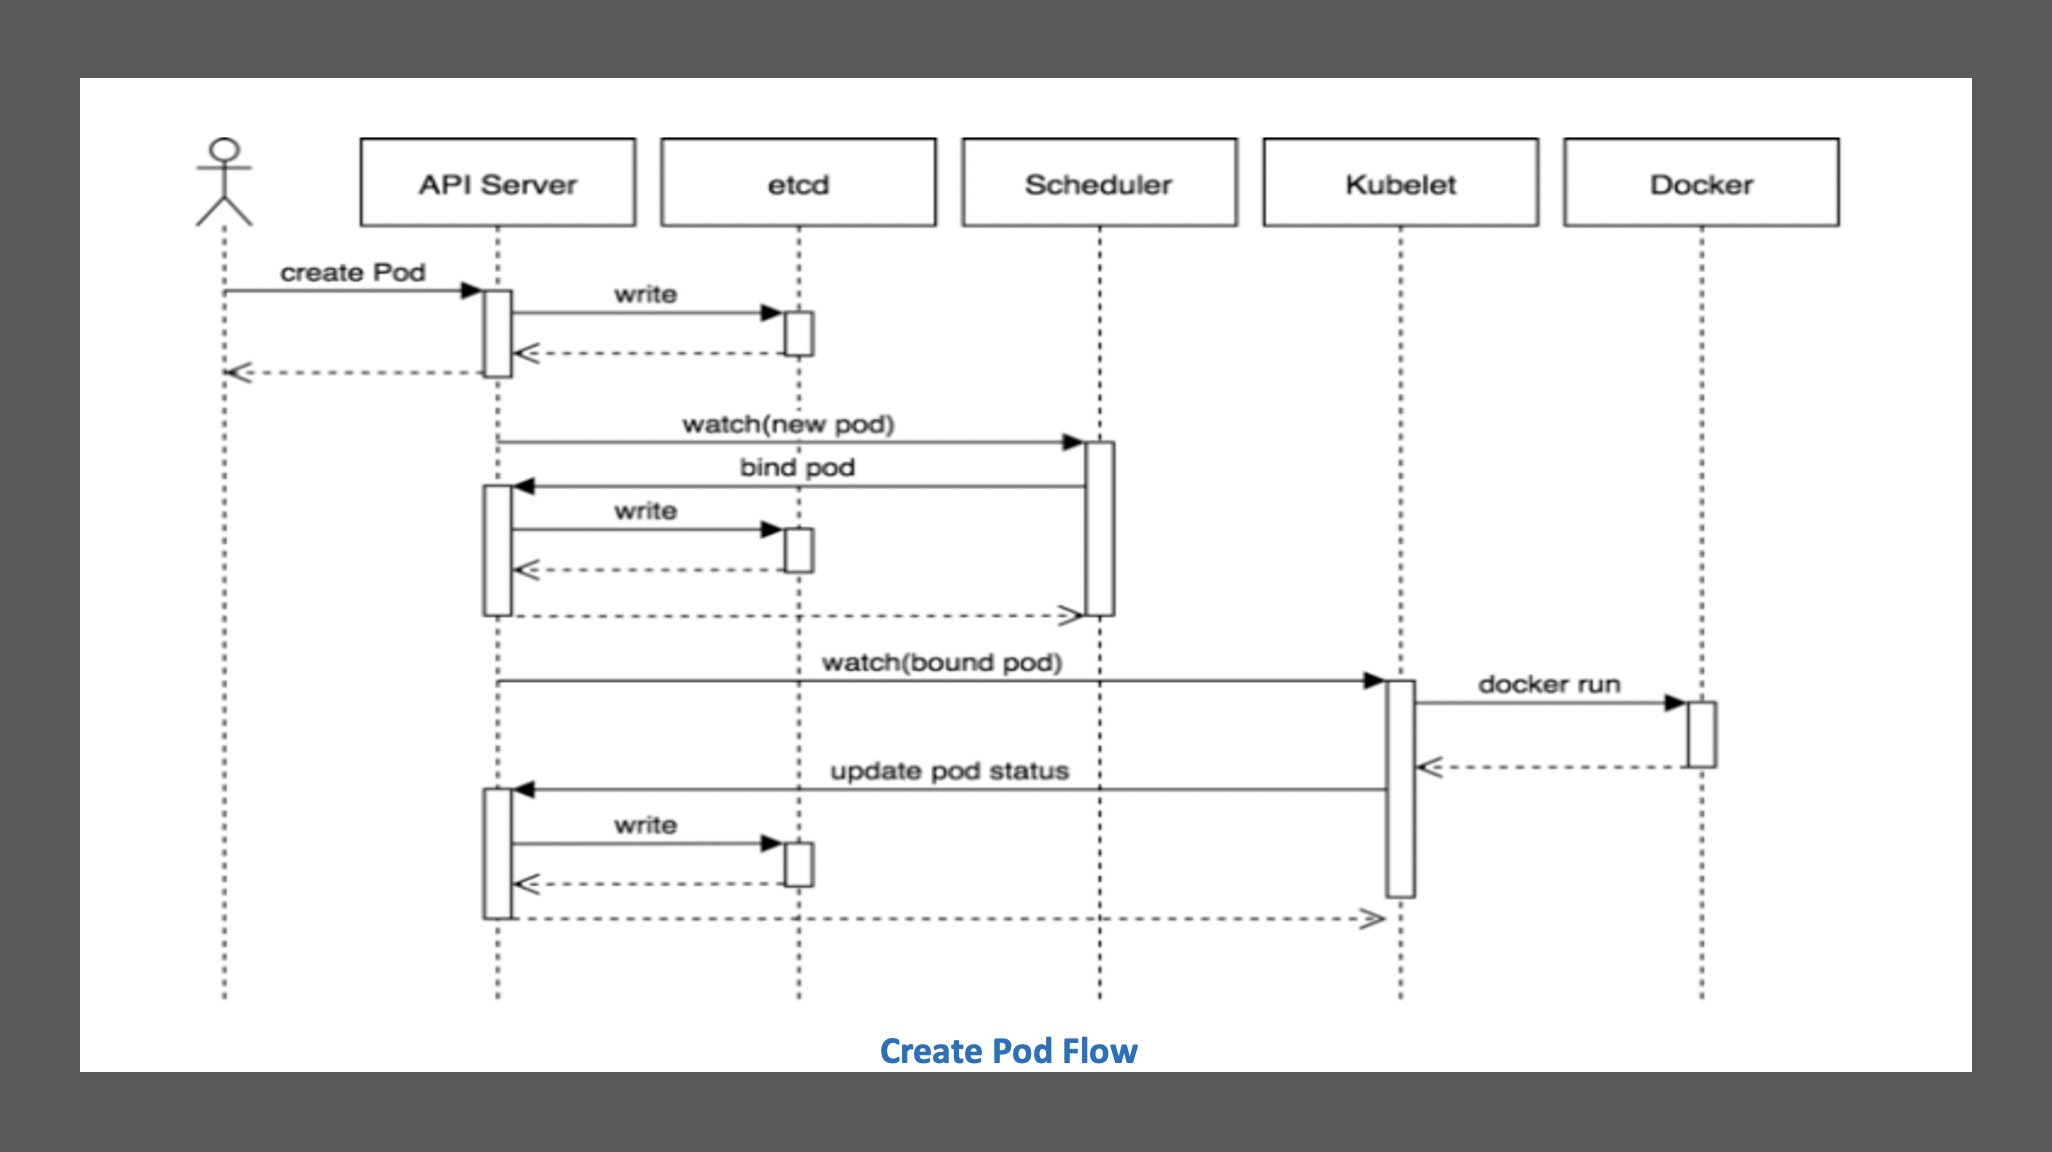 API Server
etcd
Scheduler
Kubelet
Docker
create Pod
write
watch(new pod)
bind pod
write
watch(bound pod)
docker run
update pod status
write
Create Pod Flow